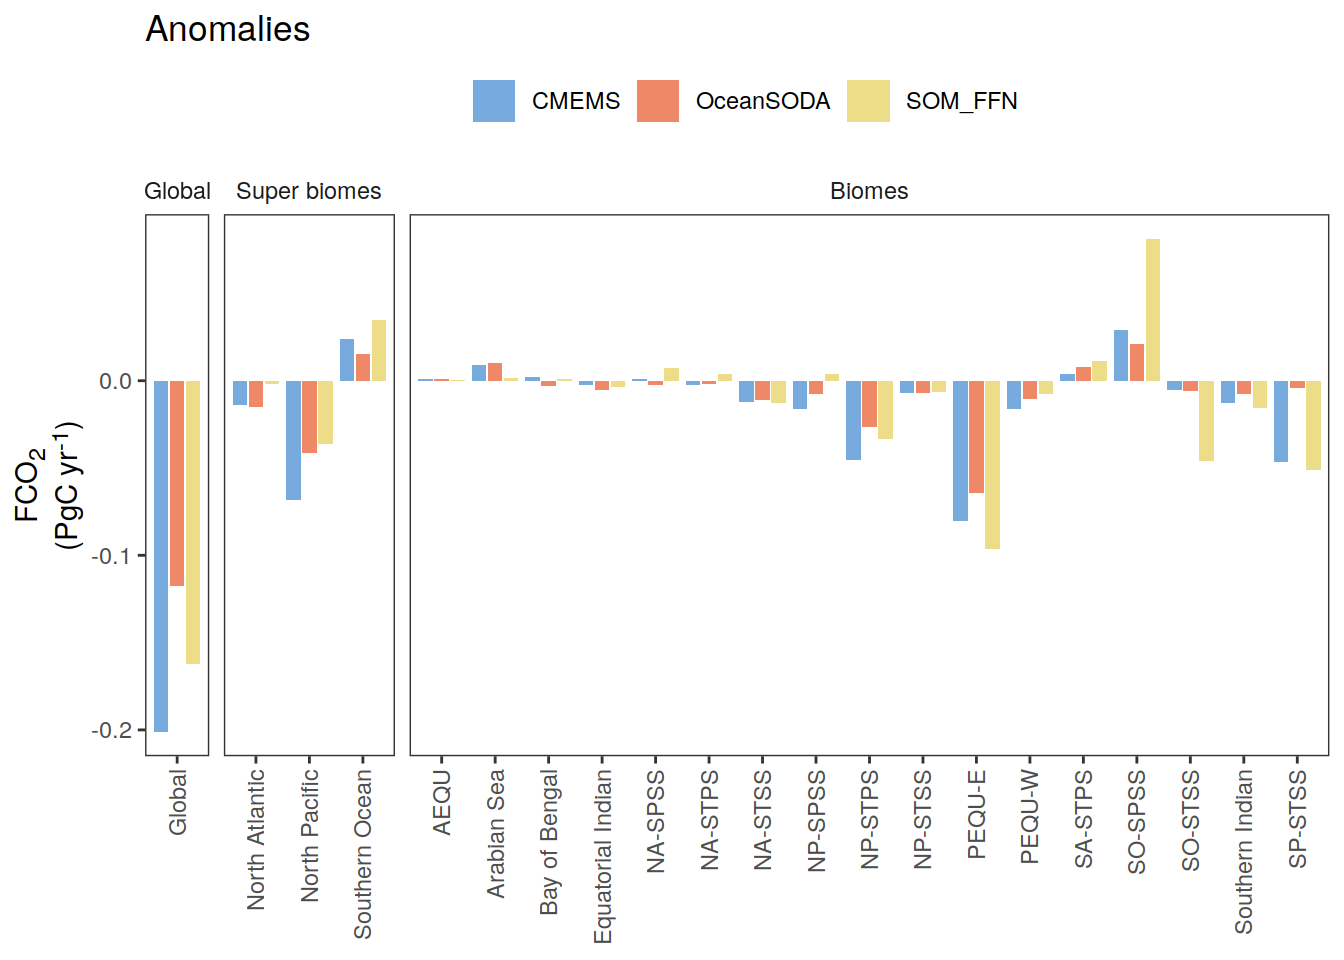 Anomalies
CMEMS OceanSODA SOM_FFN
Global Super biomes Biomes
FCO₂
(PgC yr⁻¹)
0.0
-0.1
-0.2
Global
North Atlantic
North Pacific
Southern Ocean
AEQU
Arabian Sea
Bay of Bengal
Equatorial Indian
NA-SPSS
NA-STPS
NA-STSS
NP-SPSS
NP-STPS
NP-STSS
PEQU-E
PEQU-W
SA-STPS
SO-SPSS
SO-STSS
Southern Indian
SP-STSS